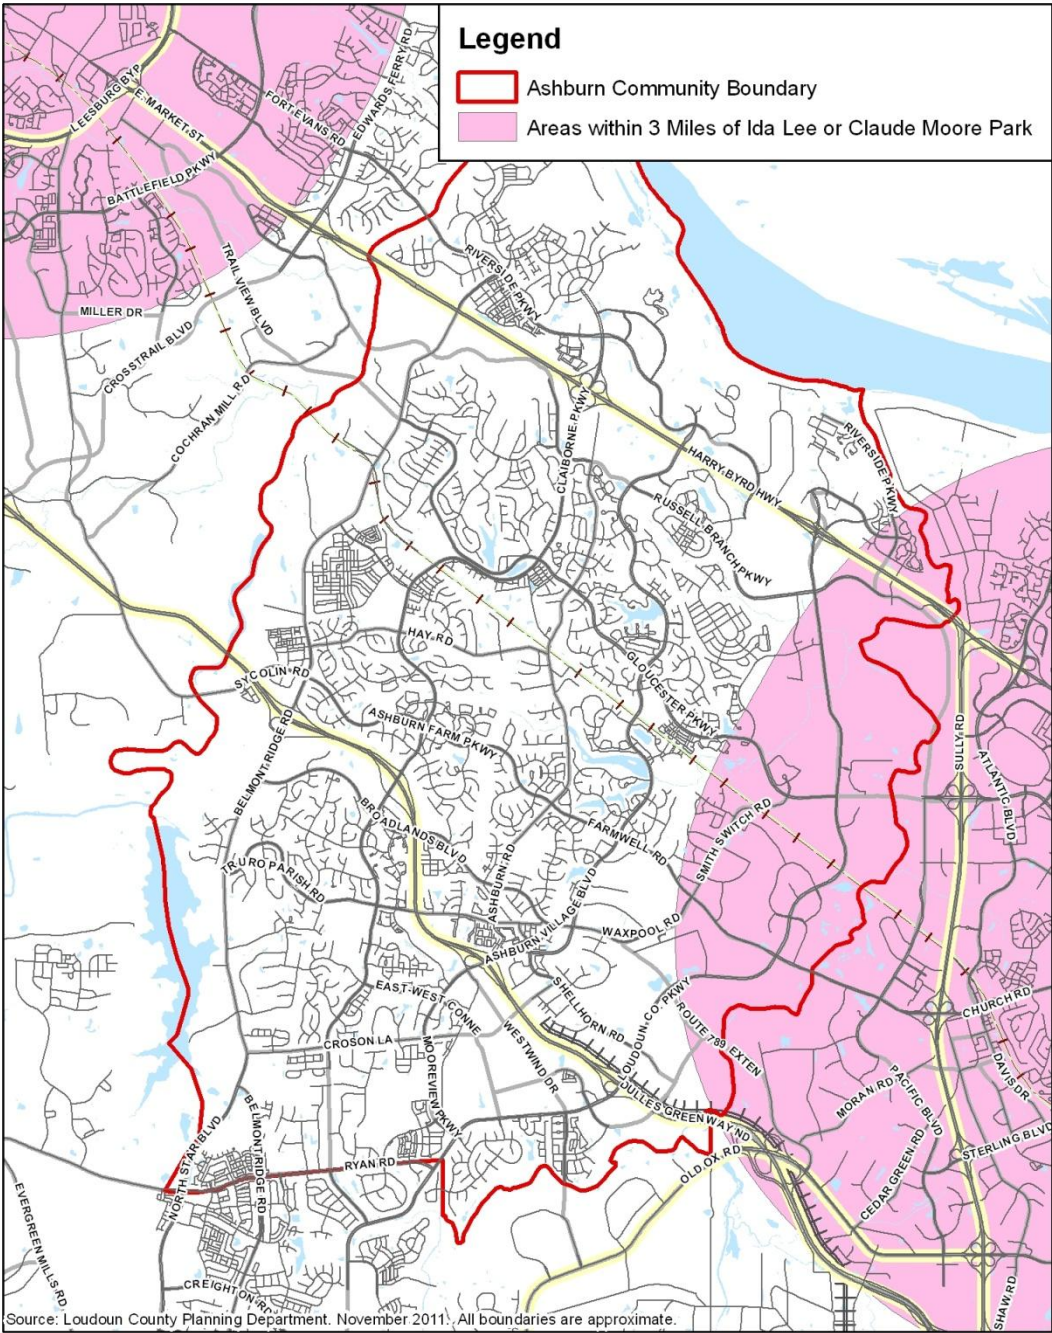 Legend
Ashburn Community Boundary
Areas within 3 Miles of Ida Lee or Claude Moore Park
LEESBURG BYP
E. MARKET ST
FORT EVANS RD
EDWARDS FERRY RD
BATTLEFIELD PKWY
TRAIL VIEW BLVD
RIVERSIDE PKWY
MILLER DR
CROSSTRAIL BLVD
COCHRAN MILL RD
CLAIBORNE PKWY
HARRY BYRD HWY
RIVERSIDE PKWY
RUSSELL BRANCH PKWY
HAY RD
SYCOLIN RD
GLOUCESTER PKWY
ASHBURN FARM PKWY
BELMONT RIDGE RD
SULLY RD
ATLANTIC BLVD
BROADLANDS BLVD
FARMWELL RD
SMITH SWITCH RD
TRURO PARISH RD
ASHBURN RD
ASHBURN VILLAGE BLVD
WAXPOOL RD
EAST-WEST CONNE
SHELLHORN RD
LOUDOUN CO PKWY
ROUTE 789 EXTEN
CHURCH RD
CROSON LA
MOOREVIEW PKWY
WESTWIND DR
DULLES GREENWAY ND
MORAN RD
PACIFIC BLVD
DAVIS DR
NORTH STAR BLVD
BELMONT RIDGE RD
RYAN RD
OLD OX RD
CEDAR GREEN RD
STERLING BLVD
EVERGREEN MILLS RD
CREIGHTON RD
SHAW RD
Source: Loudoun County Planning Department. November 2011. All boundaries are approximate.